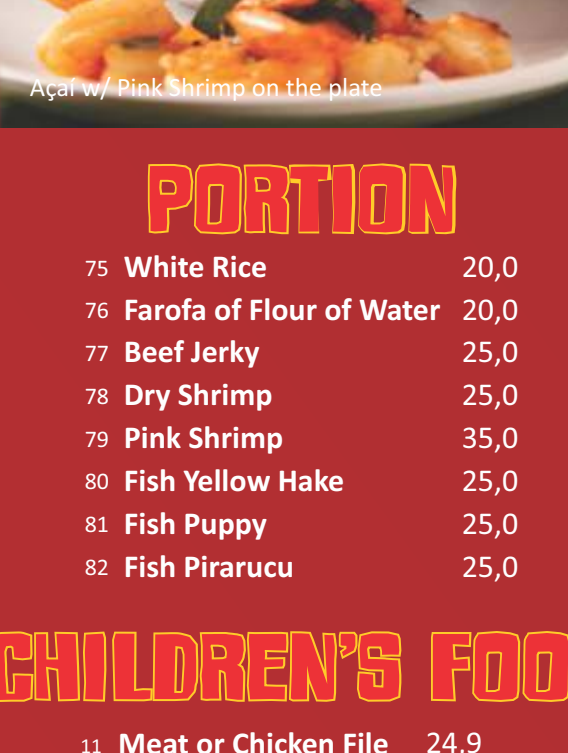 Açaí w/ Pink Shrimp on the plate
PORTION
75 White Rice 20,0
76 Farofa of Flour of Water 20,0
77 Beef Jerky 25,0
78 Dry Shrimp 25,0
79 Pink Shrimp 35,0
80 Fish Yellow Hake 25,0
81 Fish Puppy 25,0
82 Fish Pirarucu 25,0
CHILDREN'S FOO
11 Meat or Chicken File 24,9